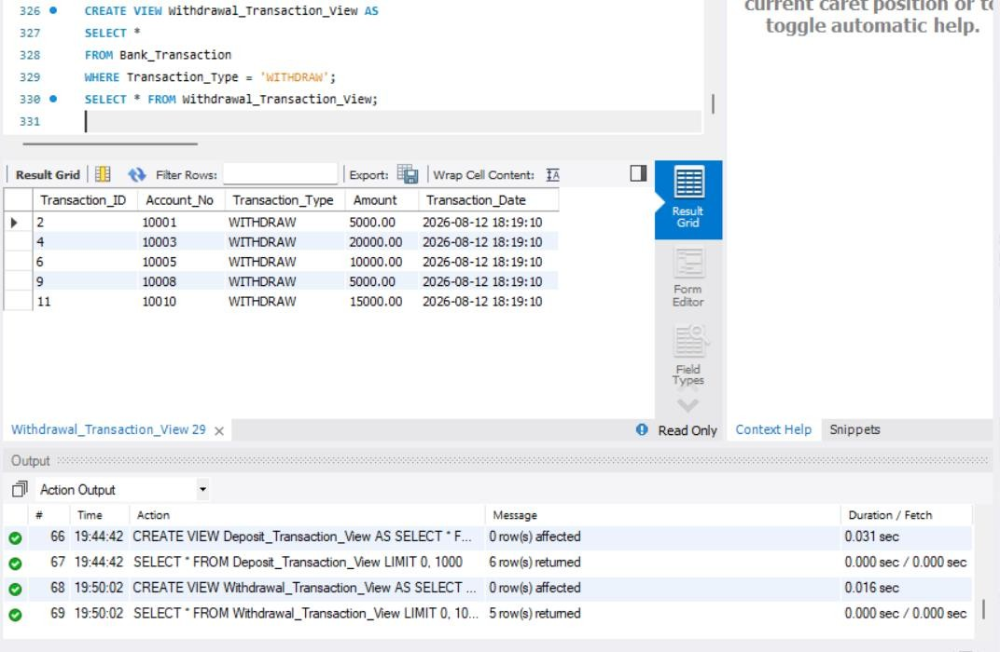 326 CREATE VIEW Withdrawal_Transaction_View AS
327 SELECT *
328 FROM Bank_Transaction
329 WHERE Transaction_Type = 'WITHDRAW';
330 SELECT * FROM Withdrawal_Transaction_View;
331
current caret position or to
toggle automatic help.
Result Grid Filter Rows: Export: Wrap Cell Content:
Transaction_ID Account_No Transaction_Type Amount Transaction_Date
2 10001 WITHDRAW 5000.00 2026-08-12 18:19:10
4 10003 WITHDRAW 20000.00 2026-08-12 18:19:10
6 10005 WITHDRAW 10000.00 2026-08-12 18:19:10
9 10008 WITHDRAW 5000.00 2026-08-12 18:19:10
11 10010 WITHDRAW 15000.00 2026-08-12 18:19:10
Result
Grid
Form
Editor
Field
Types
Withdrawal_Transaction_View 29 Read Only Context Help Snippets
Output
Action Output
# Time Action Message Duration / Fetch
66 19:44:42 CREATE VIEW Deposit_Transaction_View AS SELECT * F... 0 row(s) affected 0.031 sec
67 19:44:42 SELECT * FROM Deposit_Transaction_View LIMIT 0, 1000 6 row(s) returned 0.000 sec / 0.000 sec
68 19:50:02 CREATE VIEW Withdrawal_Transaction_View AS SELECT ... 0 row(s) affected 0.016 sec
69 19:50:02 SELECT * FROM Withdrawal_Transaction_View LIMIT 0, 10... 5 row(s) returned 0.000 sec / 0.000 sec